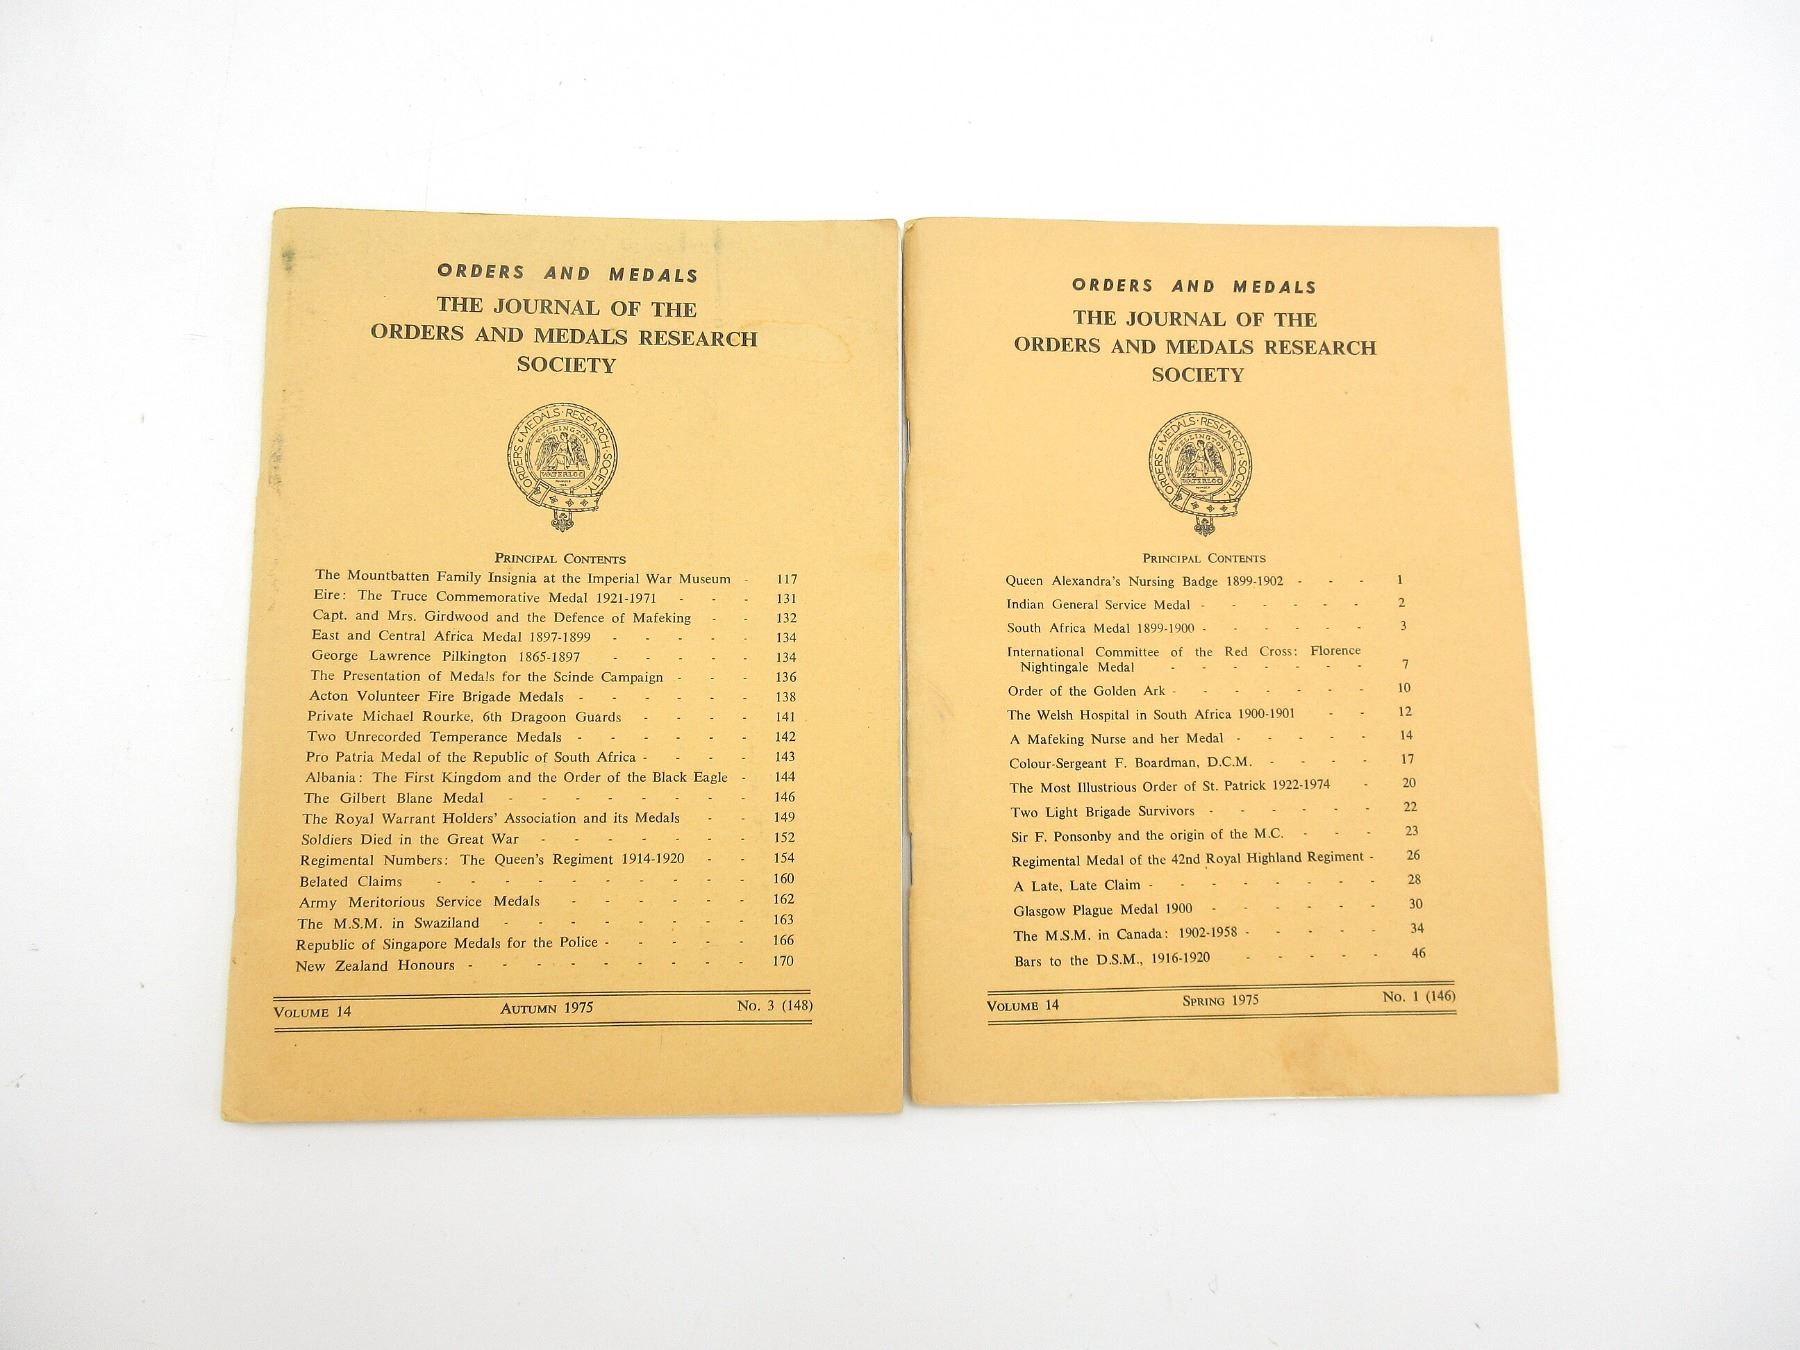 ORDERS AND MEDALS
THE JOURNAL OF THE
ORDERS AND MEDALS RESEARCH
SOCIETY
ORDERS & MEDALS · RESEARCH · SOCIETY
WELLINGTON
WATERLOO
PRINCIPAL CONTENTS
The Mountbatten Family Insignia at the Imperial War Museum - 117
Eire: The Truce Commemorative Medal 1921-1971 - - - 131
Capt. and Mrs. Girdwood and the Defence of Mafeking - - 132
East and Central Africa Medal 1897-1899 - - - - - 134
George Lawrence Pilkington 1865-1897 - - - - - 134
The Presentation of Medals for the Scinde Campaign - - - 136
Acton Volunteer Fire Brigade Medals - - - - - - 138
Private Michael Rourke, 6th Dragoon Guards - - - - 141
Two Unrecorded Temperance Medals - - - - - - 142
Pro Patria Medal of the Republic of South Africa - - - - 143
Albania: The First Kingdom and the Order of the Black Eagle - 144
The Gilbert Blane Medal - - - - - - - - 146
The Royal Warrant Holders' Association and its Medals - - 149
Soldiers Died in the Great War - - - - - - - 152
Regimental Numbers: The Queen's Regiment 1914-1920 - - 154
Belated Claims - - - - - - - - - - 160
Army Meritorious Service Medals - - - - - - 162
The M.S.M. in Swaziland - - - - - - - - 163
Republic of Singapore Medals for the Police - - - - - 166
New Zealand Honours - - - - - - - - - 170
VOLUME 14 AUTUMN 1975 No. 3 (148)
ORDERS AND MEDALS
THE JOURNAL OF THE
ORDERS AND MEDALS RESEARCH
SOCIETY
ORDERS & MEDALS · RESEARCH · SOCIETY
WELLINGTON
WATERLOO
PRINCIPAL CONTENTS
Queen Alexandra's Nursing Badge 1899-1902 - - - 1
Indian General Service Medal - - - - - - 2
South Africa Medal 1899-1900 - - - - - - 3
International Committee of the Red Cross: Florence
Nightingale Medal - - - - - - - 7
Order of the Golden Ark - - - - - - - 10
The Welsh Hospital in South Africa 1900-1901 - - 12
A Mafeking Nurse and her Medal - - - - - 14
Colour-Sergeant F. Boardman, D.C.M. - - - - 17
The Most Illustrious Order of St. Patrick 1922-1974 - 20
Two Light Brigade Survivors - - - - - - 22
Sir F. Ponsonby and the origin of the M.C. - - - 23
Regimental Medal of the 42nd Royal Highland Regiment - 26
A Late, Late Claim - - - - - - - - 28
Glasgow Plague Medal 1900 - - - - - - 30
The M.S.M. in Canada: 1902-1958 - - - - - 34
Bars to the D.S.M., 1916-1920 - - - - - 46
VOLUME 14 SPRING 1975 No. 1 (146)